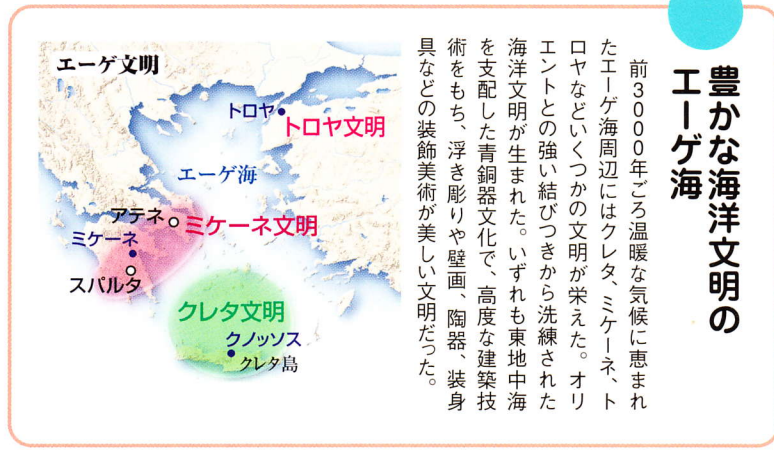 豊かな海洋文明の
エーゲ海
前3000年ごろ温暖な気候に恵まれ
たエーゲ海周辺にはクレタ、ミケーネ、ト
ロヤなどいくつかの文明が栄えた。オリ
エントとの強い結びつきから洗練された
海洋文明が生まれた。いずれも東地中海
を支配した青銅器文化で、高度な建築技
術をもち、浮き彫りや壁画、陶器、装身
具などの装飾美術が美しい文明だった。
エーゲ文明
トロヤ
トロヤ文明
エーゲ海
アテネ
ミケーネ文明
ミケーネ
スパルタ
クレタ文明
クノッソス
クレタ島